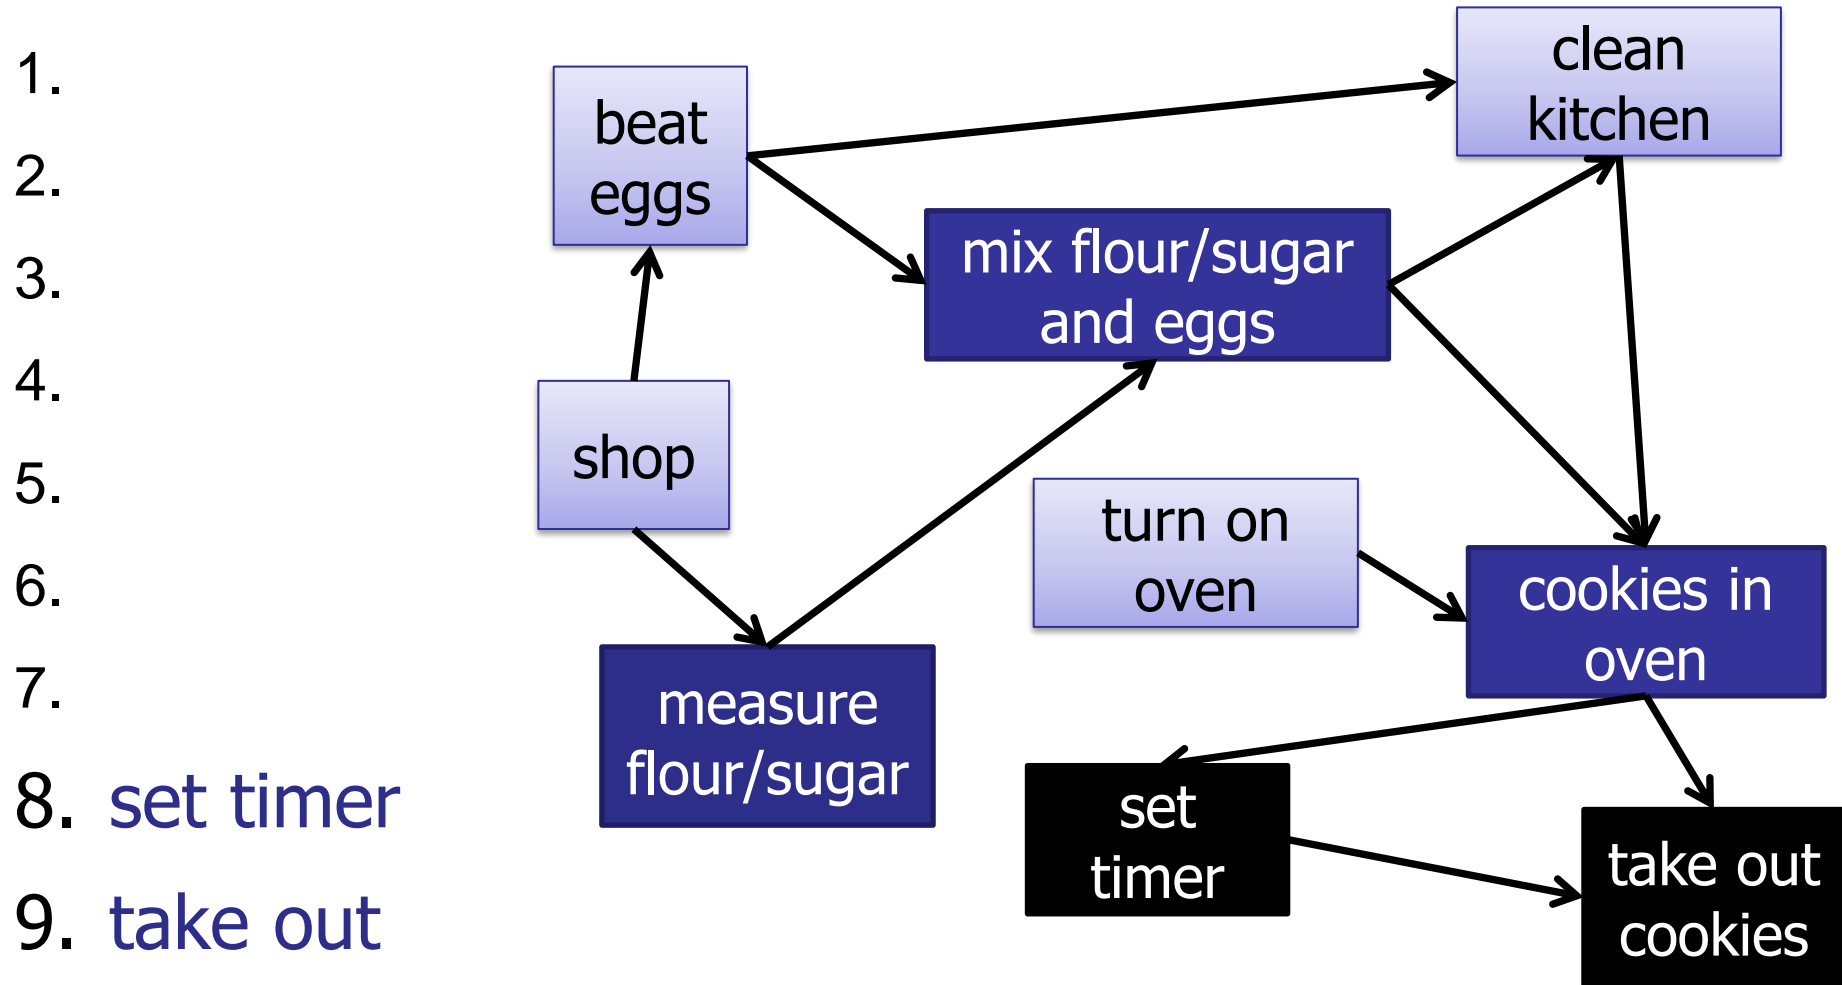 1.
2.
3.
4.
5.
6.
7.
8. set timer
9. take out
beat
eggs
clean
kitchen
mix flour/sugar
and eggs
shop
turn on
oven
cookies in
oven
measure
flour/sugar
set
timer
take out
cookies